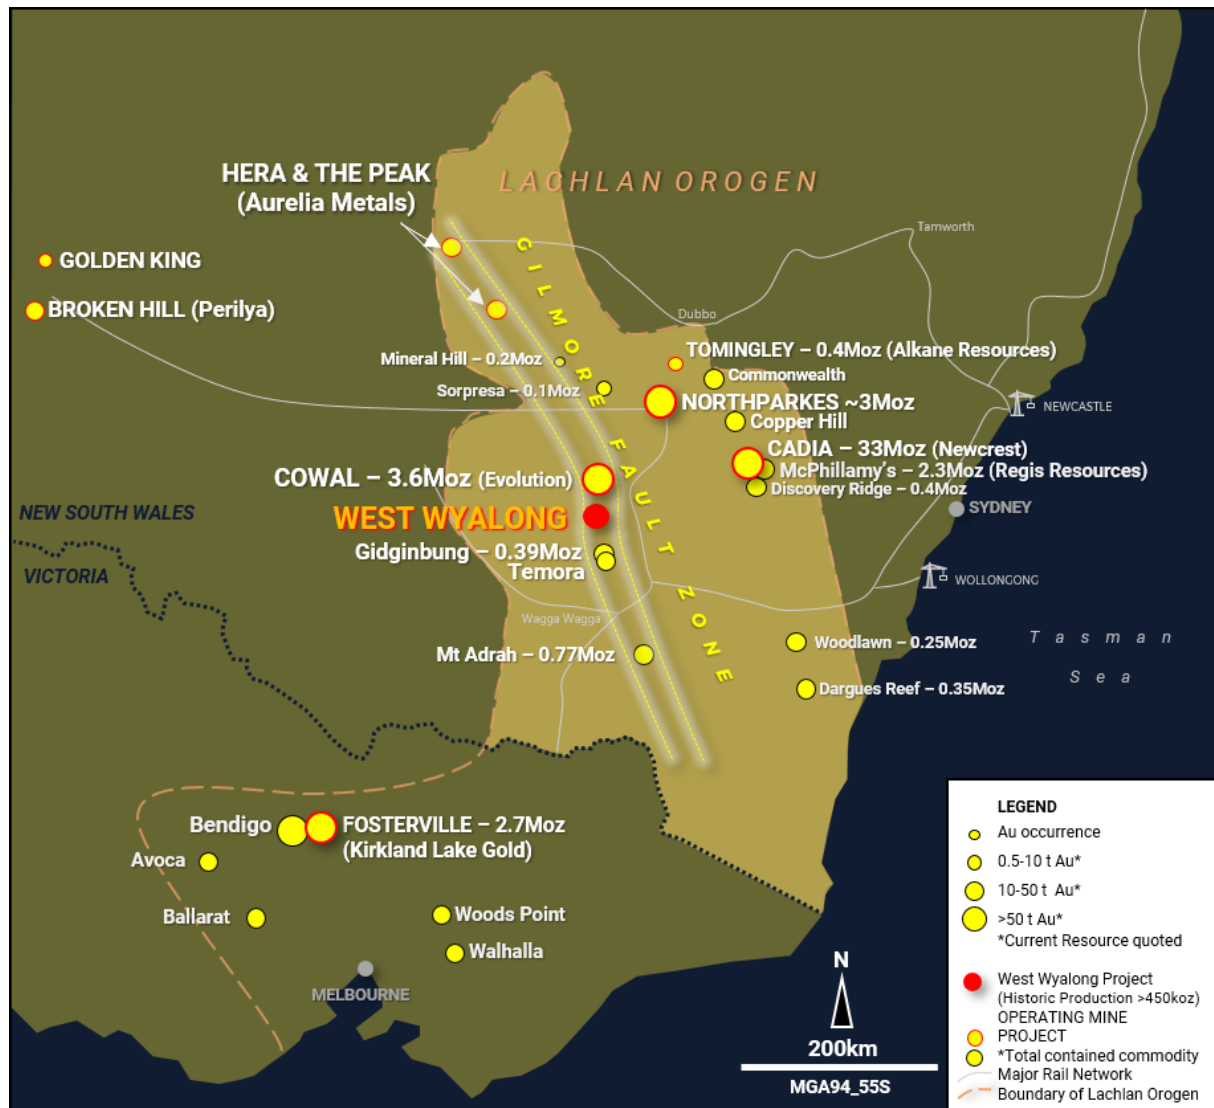 LACHLAN OROGEN
HERA & THE PEAK
(Aurelia Metals)
Tamworth
GOLDEN KING
GILMORE FAULT ZONE
BROKEN HILL (Perilya)
Dubbo
Mineral Hill – 0.2Moz
TOMINGLEY – 0.4Moz (Alkane Resources)
Commonwealth
Sorpresa – 0.1Moz
NORTHPARKES ~3Moz
NEWCASTLE
Copper Hill
CADIA – 33Moz (Newcrest)
McPhillamy's – 2.3Moz (Regis Resources)
COWAL – 3.6Moz (Evolution)
Discovery Ridge – 0.4Moz
NEW SOUTH WALES
WEST WYALONG
SYDNEY
Gidginbung – 0.39Moz
Temora
VICTORIA
WOLLONGONG
Wagga Wagga
Tasman
Sea
Woodlawn – 0.25Moz
Mt Adrah – 0.77Moz
Dargues Reef – 0.35Moz
Bendigo
FOSTERVILLE – 2.7Moz
(Kirkland Lake Gold)
Avoca
Ballarat
Woods Point
Walhalla
MELBOURNE
N
200km
MGA94_55S
LEGEND
Au occurrence
0.5-10 t Au*
10-50 t Au*
>50 t Au*
*Current Resource quoted
West Wyalong Project
(Historic Production >450koz)
OPERATING MINE
PROJECT
*Total contained commodity
Major Rail Network
Boundary of Lachlan Orogen